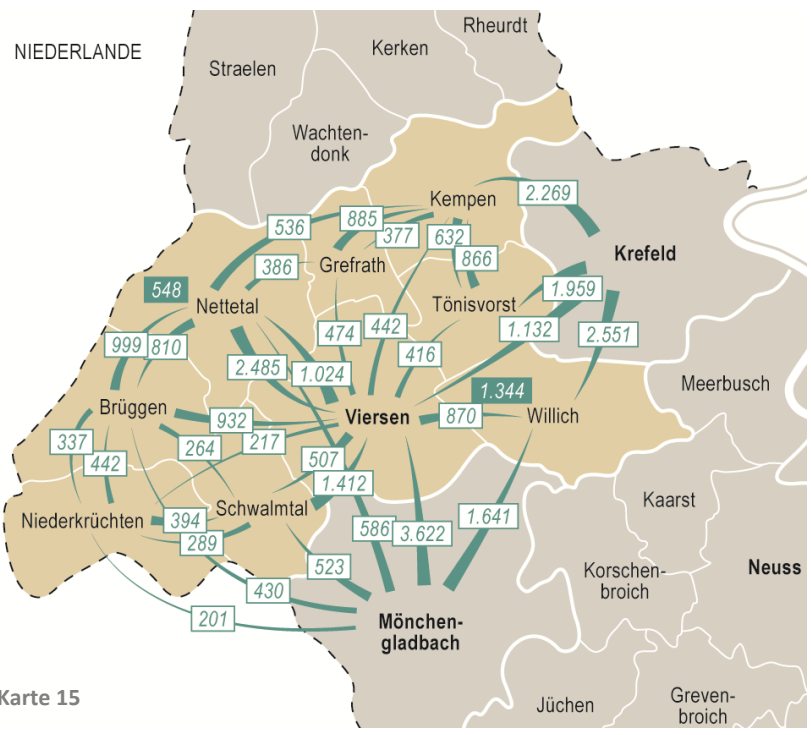 Rheurdt
NIEDERLANDE
Kerken
Straelen
Wachten-
donk
Kempen
2.269
536
885
377
632
Krefeld
386
Grefrath
866
548
Nettetal
Tönisvorst
1.959
474
442
1.132
2.551
999
810
416
2.485
1.024
Meerbusch
1.344
Brüggen
932
Viersen
870
Willich
337
264
217
442
507
1.412
Kaarst
Niederkrüchten
394
Schwalmtal
586
3.622
1.641
289
523
Korschen-
broich
Neuss
430
201
Mönchen-
gladbach
Karte 15
Jüchen
Greven-
broich